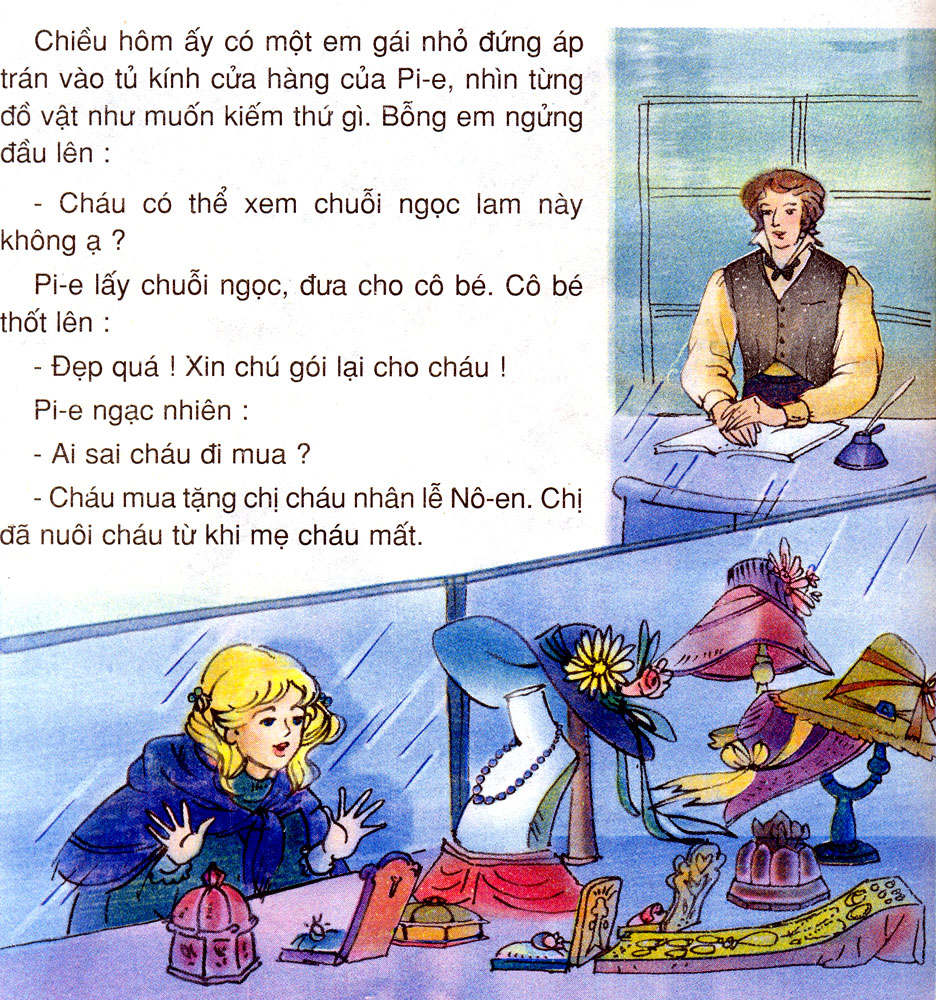 Chiều hôm ấy có một em gái nhỏ đứng áp
trán vào tủ kính cửa hàng của Pi-e, nhìn từng
đồ vật như muốn kiếm thứ gì. Bỗng em ngửng
đầu lên :
- Cháu có thể xem chuỗi ngọc lam này
không ạ ?
Pi-e lấy chuỗi ngọc, đưa cho cô bé. Cô bé
thốt lên :
- Đẹp quá ! Xin chú gói lại cho cháu !
Pi-e ngạc nhiên :
- Ai sai cháu đi mua ?
- Cháu mua tặng chị cháu nhân lễ Nô-en. Chị
đã nuôi cháu từ khi mẹ cháu mất.